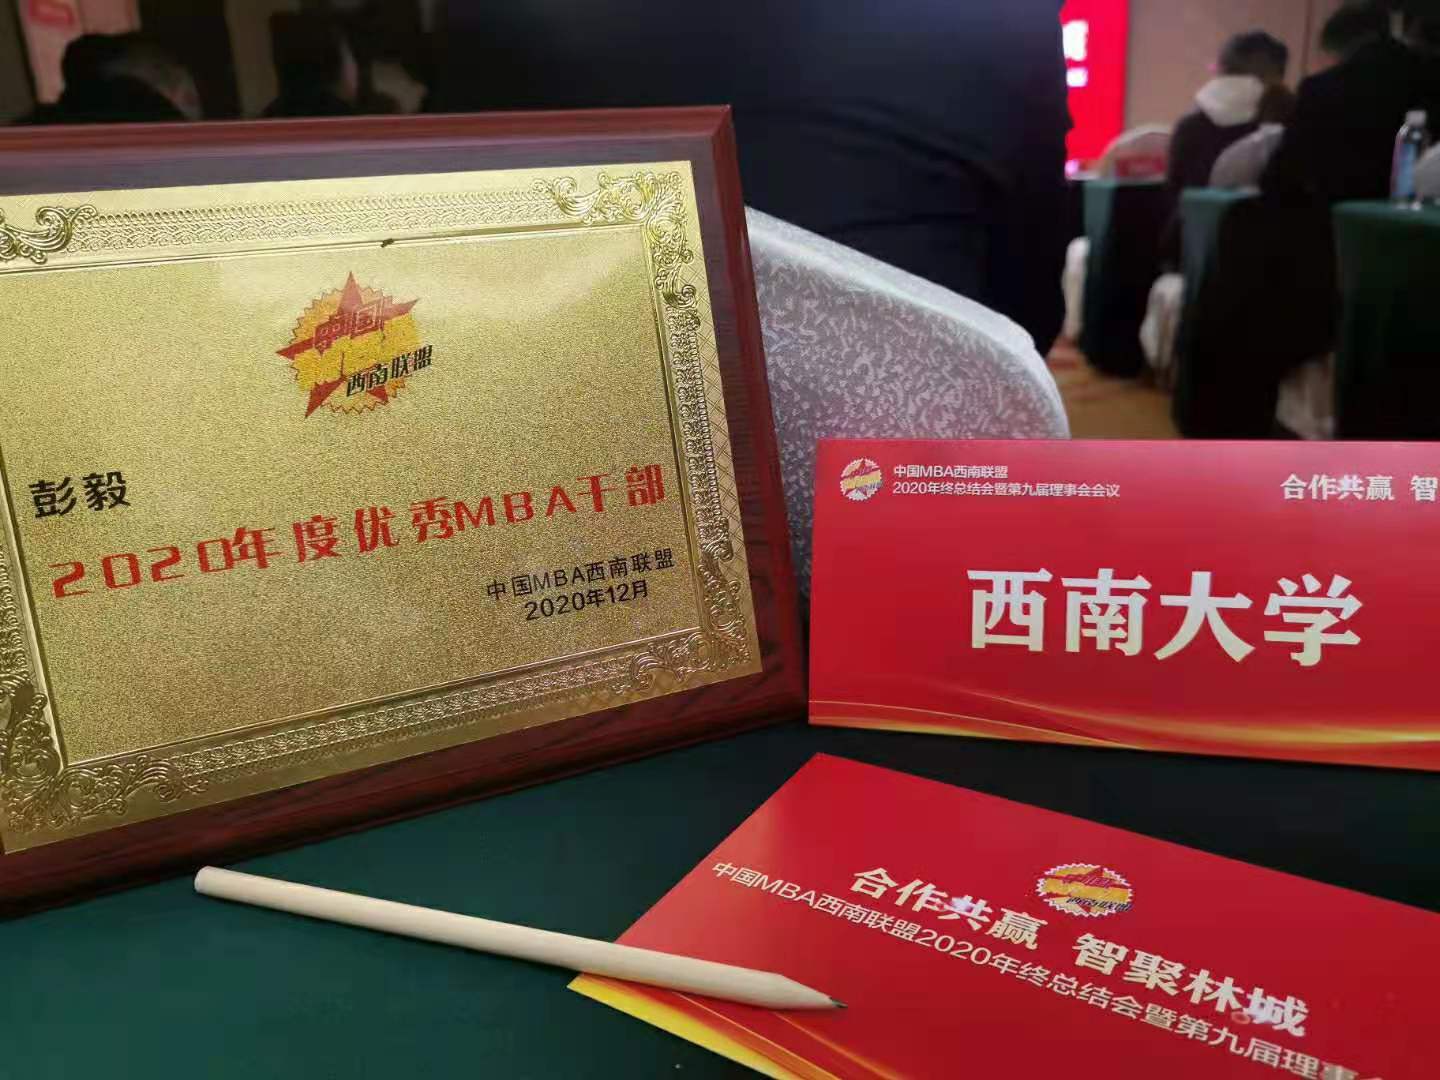 中国
西南联盟
彭毅
2020年度优秀MBA干部
中国MBA西南联盟
2020年12月
中国MBA西南联盟
2020年终总结会暨第九届理事会会议
合作共赢 智
西南大学
西南联盟
合作共赢 智聚林城
中国MBA西南联盟2020年终总结会暨第九届理事